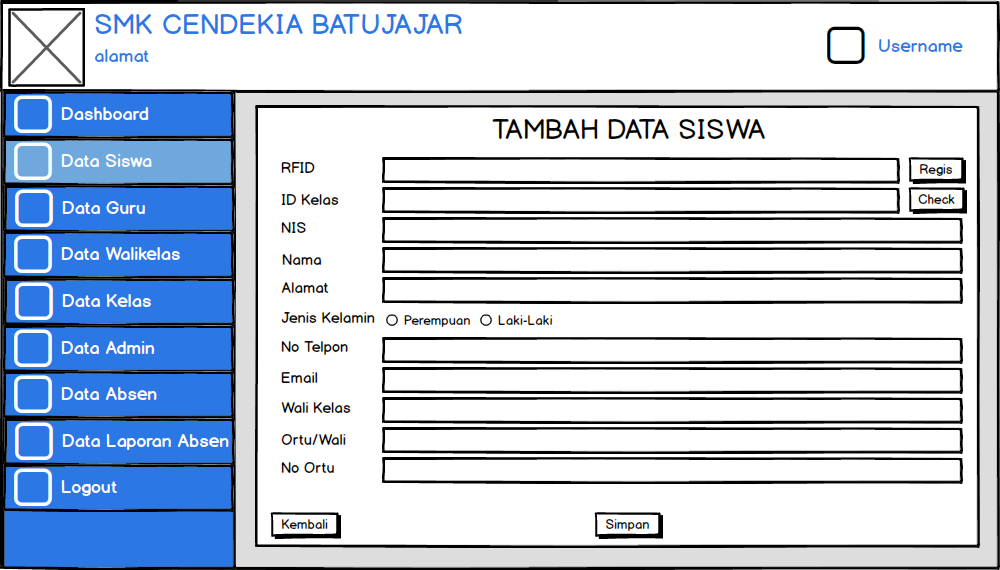 SMK CENDEKIA BATUJAJAR
alamat
Username
Dashboard
Data Siswa
Data Guru
Data Walikelas
Data Kelas
Data Admin
Data Absen
Data Laporan Absen
Logout
TAMBAH DATA SISWA
RFID
Regis
ID Kelas
Check
NIS
Nama
Alamat
Jenis Kelamin Perempuan Laki-Laki
No Telpon
Email
Wali Kelas
Ortu/Wali
No Ortu
Kembali
Simpan